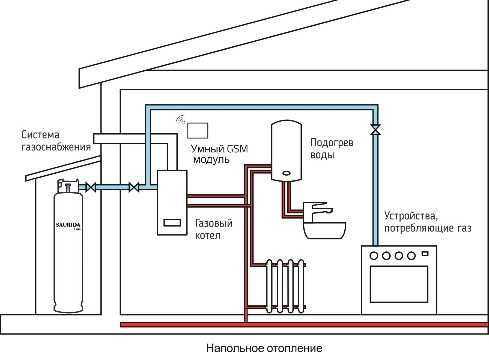 Система
газоснабжения
Умный GSM
модуль
Подогрев
воды
SAURIDA
Газовый
котел
Устройства,
потребляющие газ
Напольное отопление